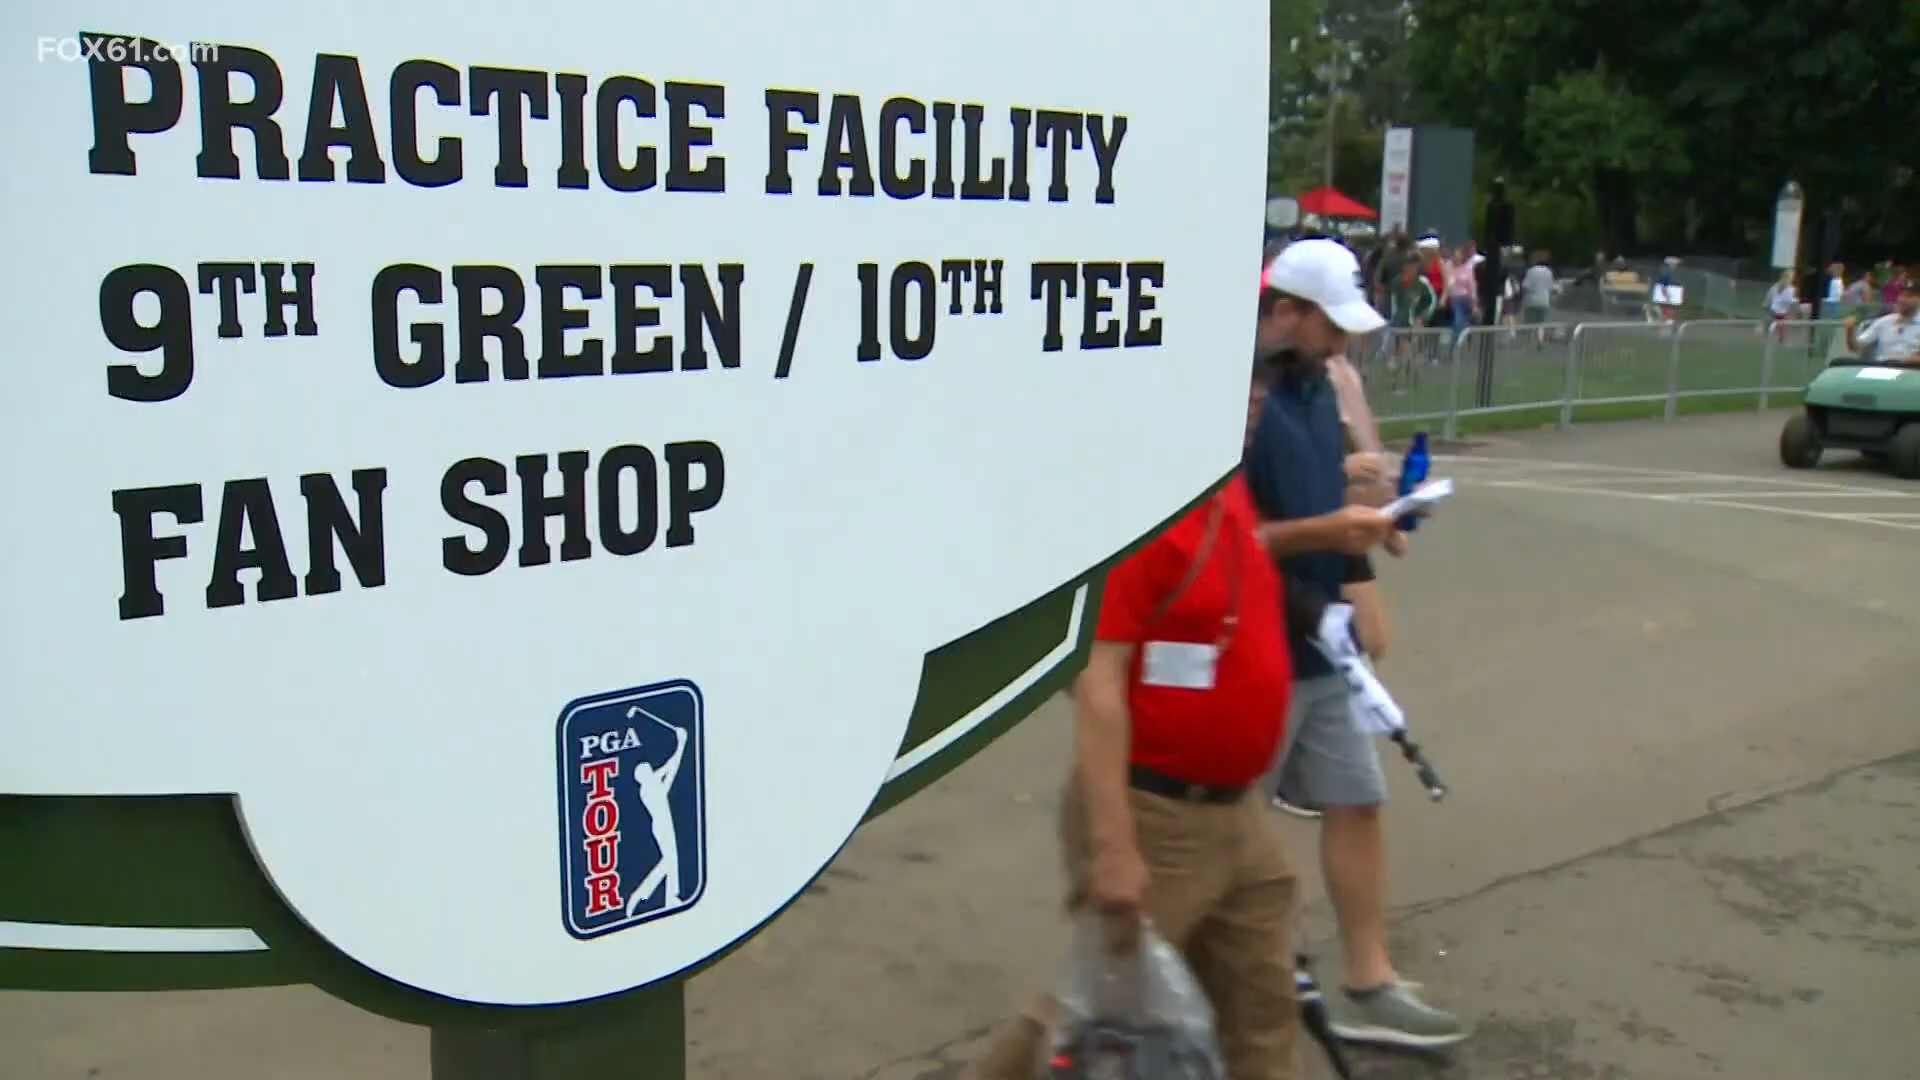 FOX61.com
PRACTICE FACILITY
9TH GREEN / 10TH TEE
FAN SHOP
PGA
TOUR